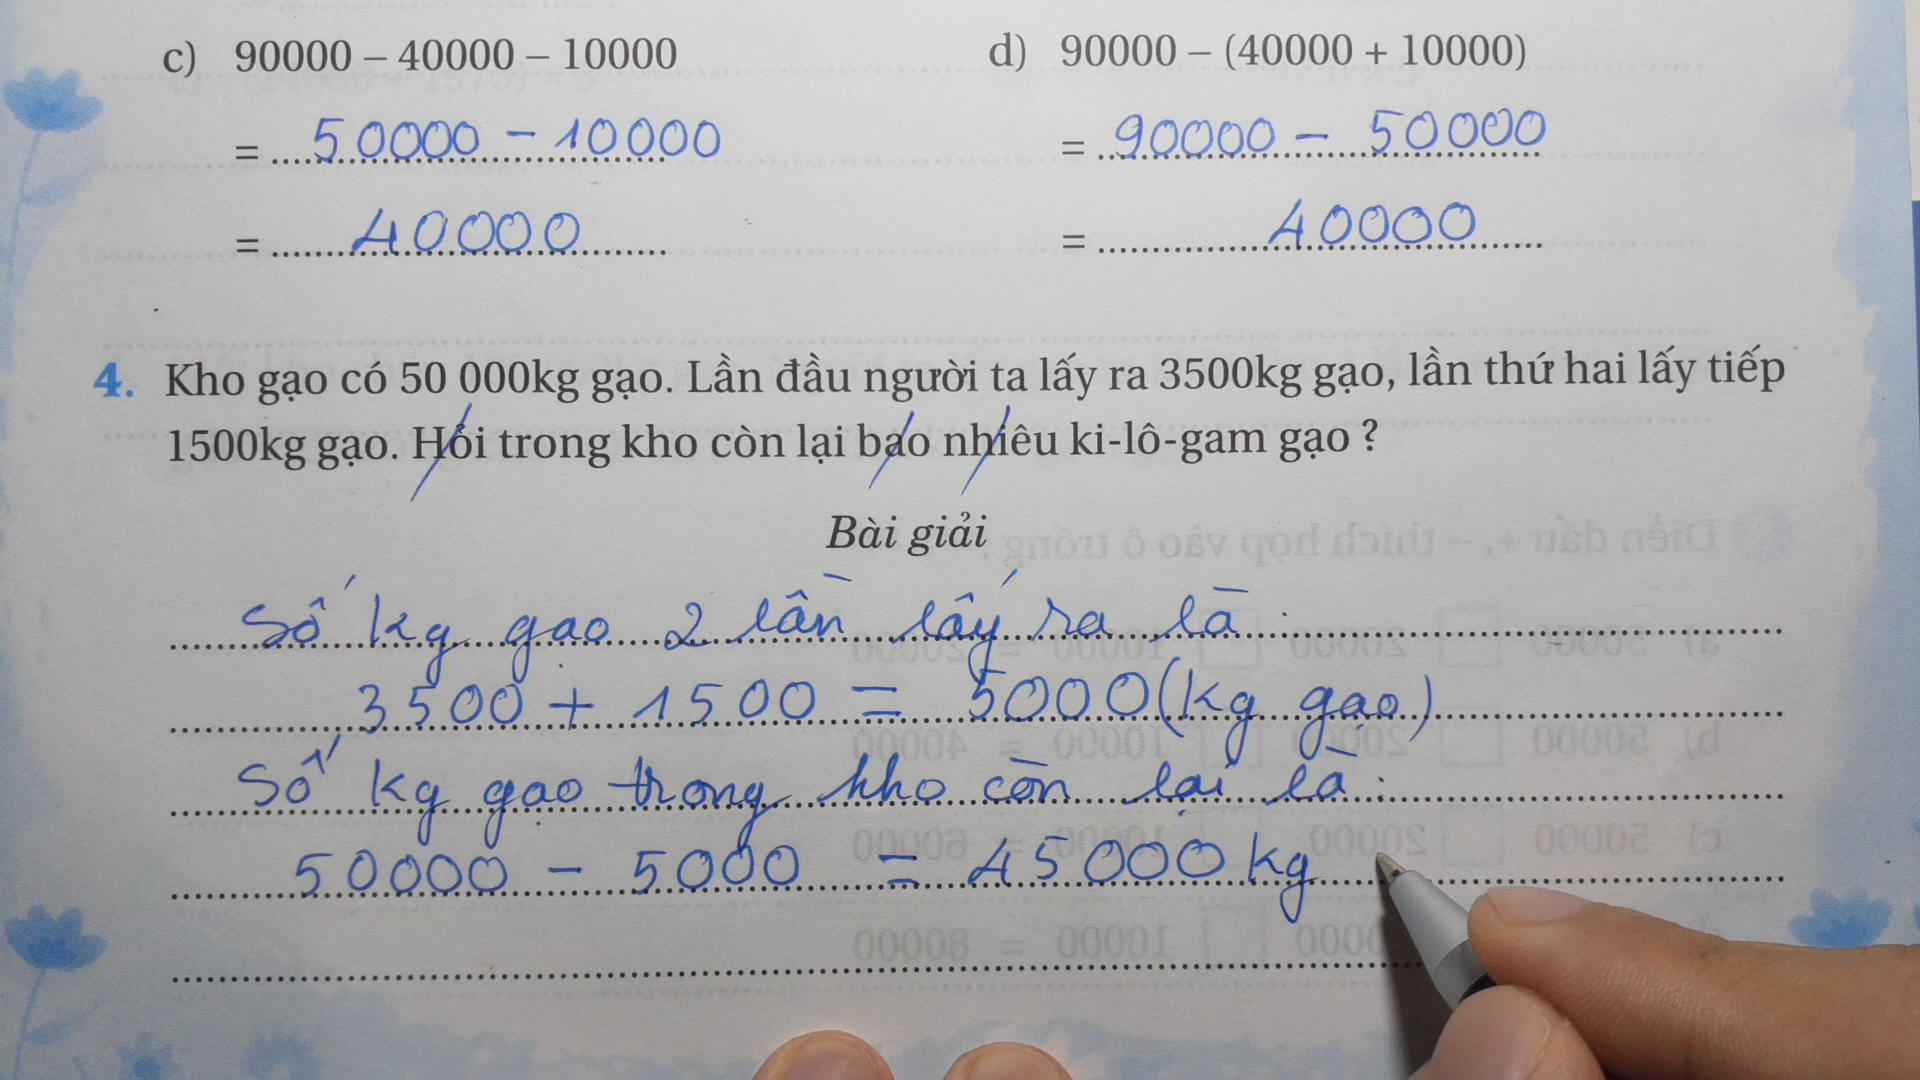 c) 90000 – 40000 – 10000
d) 90000 – (40000 + 10000)
= 50000 – 10000
= 90000 – 50000
= 40000
= 40000
4. Kho gạo có 50 000kg gạo. Lần đầu người ta lấy ra 3500kg gạo, lần thứ hai lấy tiếp
1500kg gạo. Hỏi trong kho còn lại bao nhiêu ki-lô-gam gạo ?
Bài giải
Số kg gạo 2 lần lấy ra là :
3500 + 1500 = 5000 (kg gạo)
Số kg gạo trong kho còn lại là :
50000 – 5000 = 45000 kg